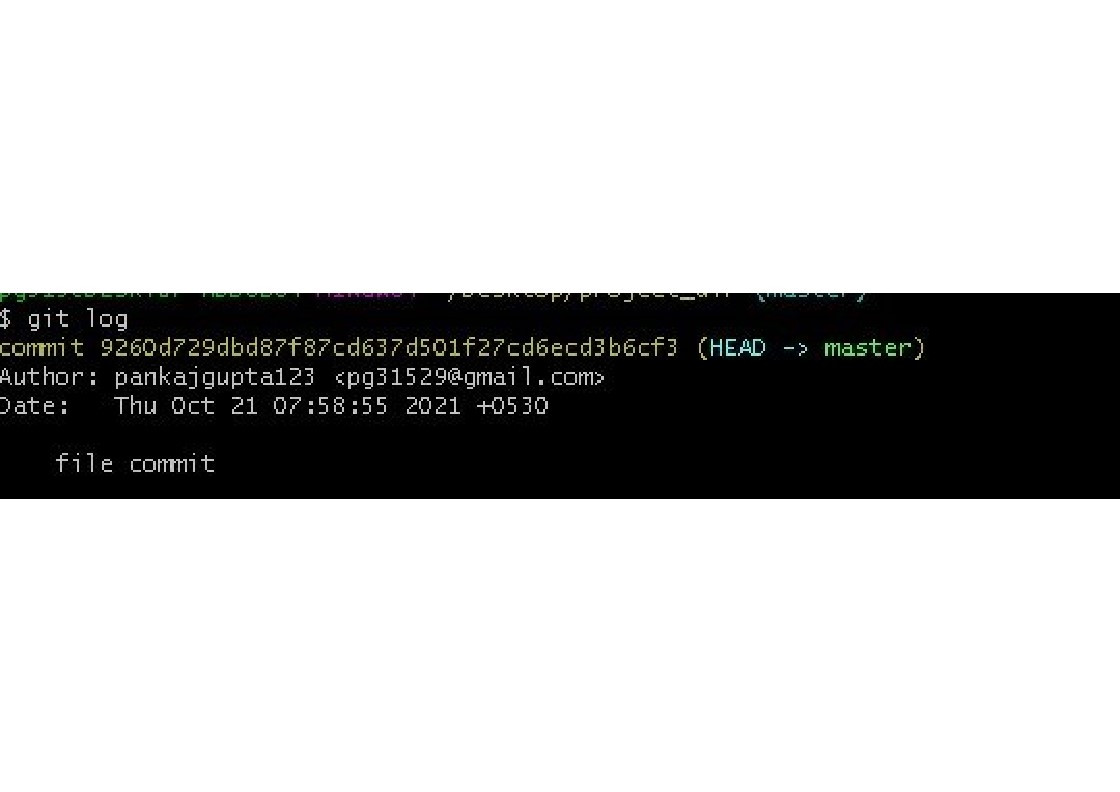 $ git log
commit 9260d729dbd87f87cd637d501f27cd6ecd3b6cf3 (HEAD -> master)
Author: pankajgupta123 <pg31529@gmail.com>
Date:   Thu Oct 21 07:58:55 2021 +0530
file commit